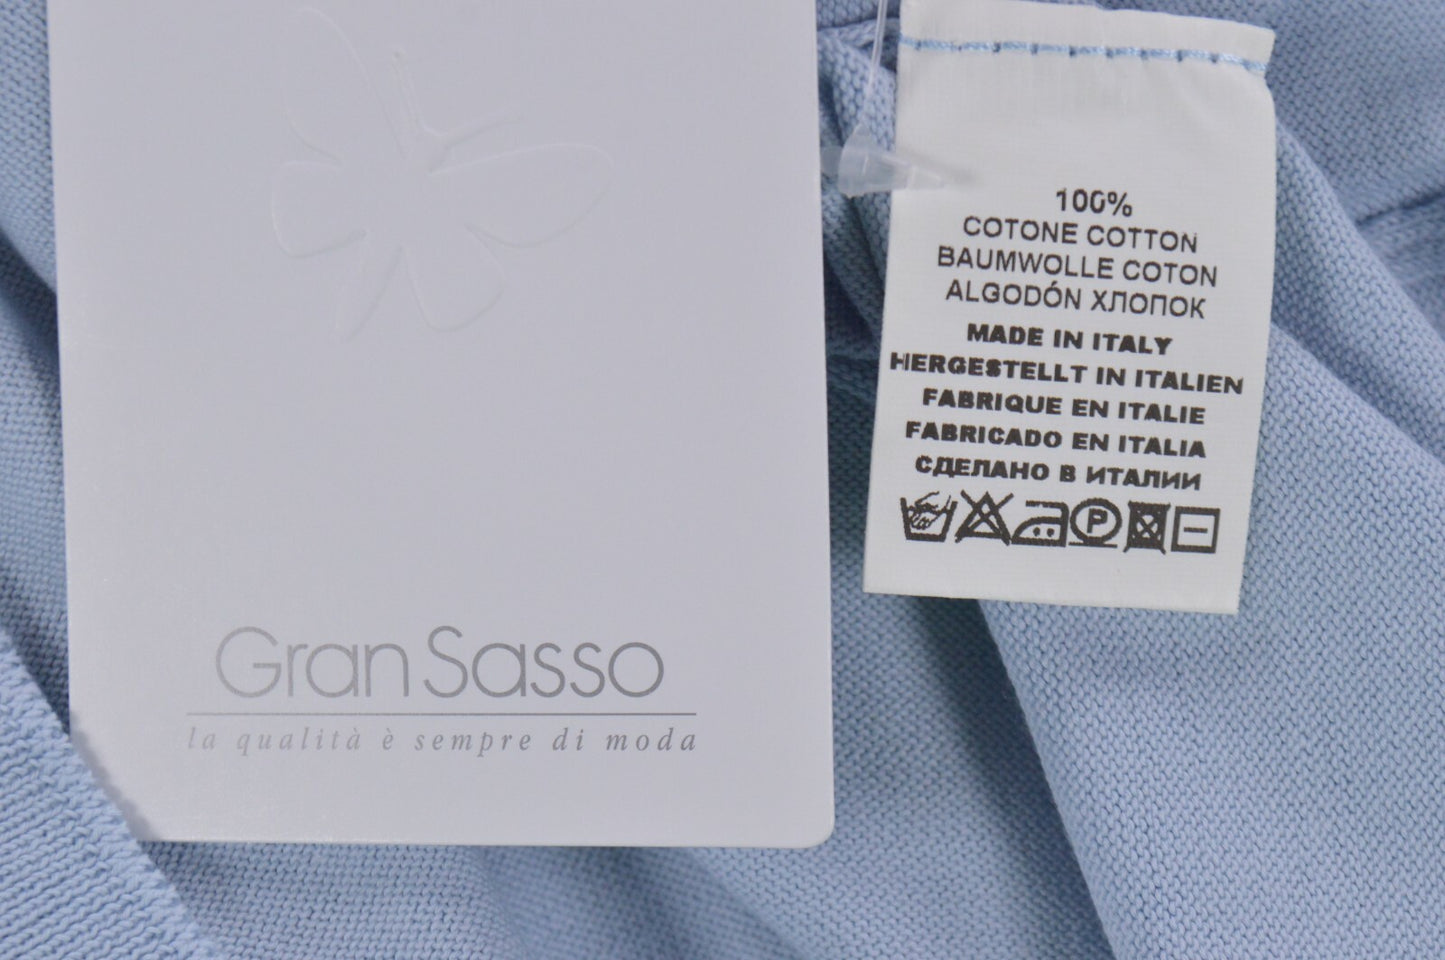 Gran Sasso
la qualità è sempre di moda
100%
COTONE COTTON
BAUMWOLLE COTON
ALGODÓN ХЛОПОК
MADE IN ITALY
HERGESTELLT IN ITALIEN
FABRIQUE EN ITALIE
FABRICADO EN ITALIA
СДЕЛАНО В ИТАЛИИ
P